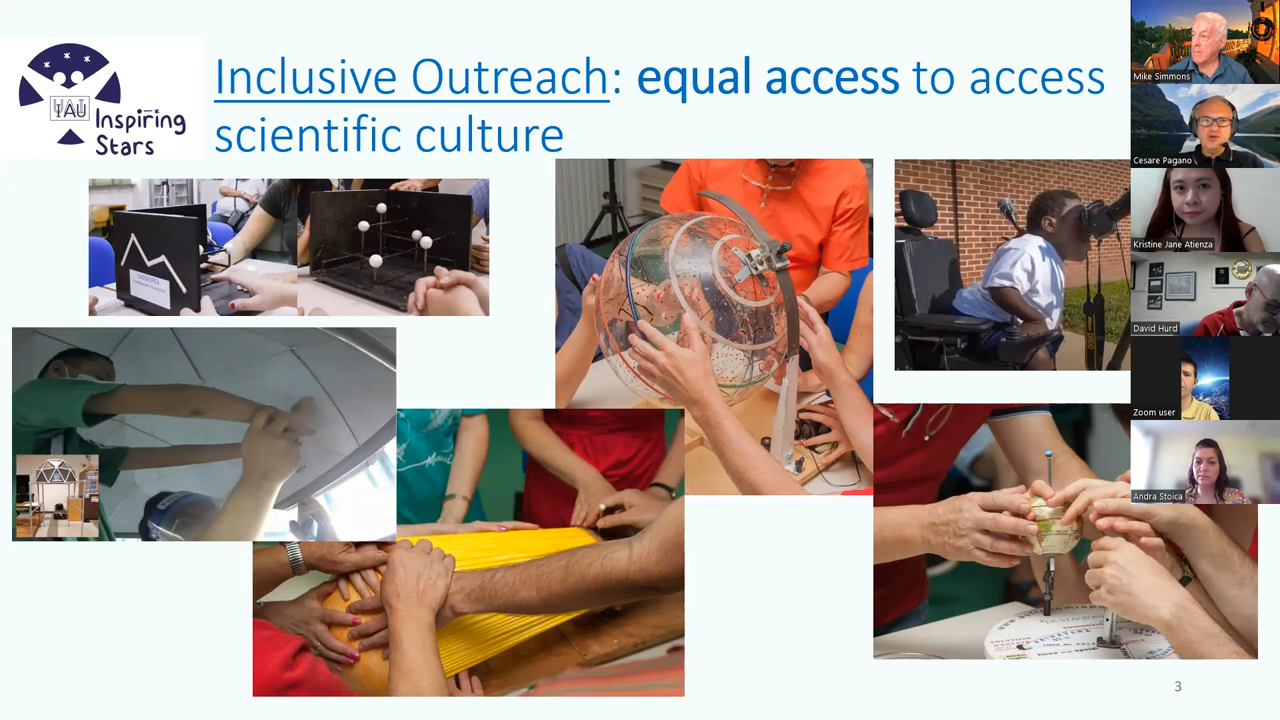 Inclusive Outreach: equal access to access
scientific culture
IAU
Inspiring
Stars
CASSIOPEA
Mike Simmons
Cesare Pagano
Kristine Jane Atienza
David Hurd
Zoom user
Andra Stoica
3